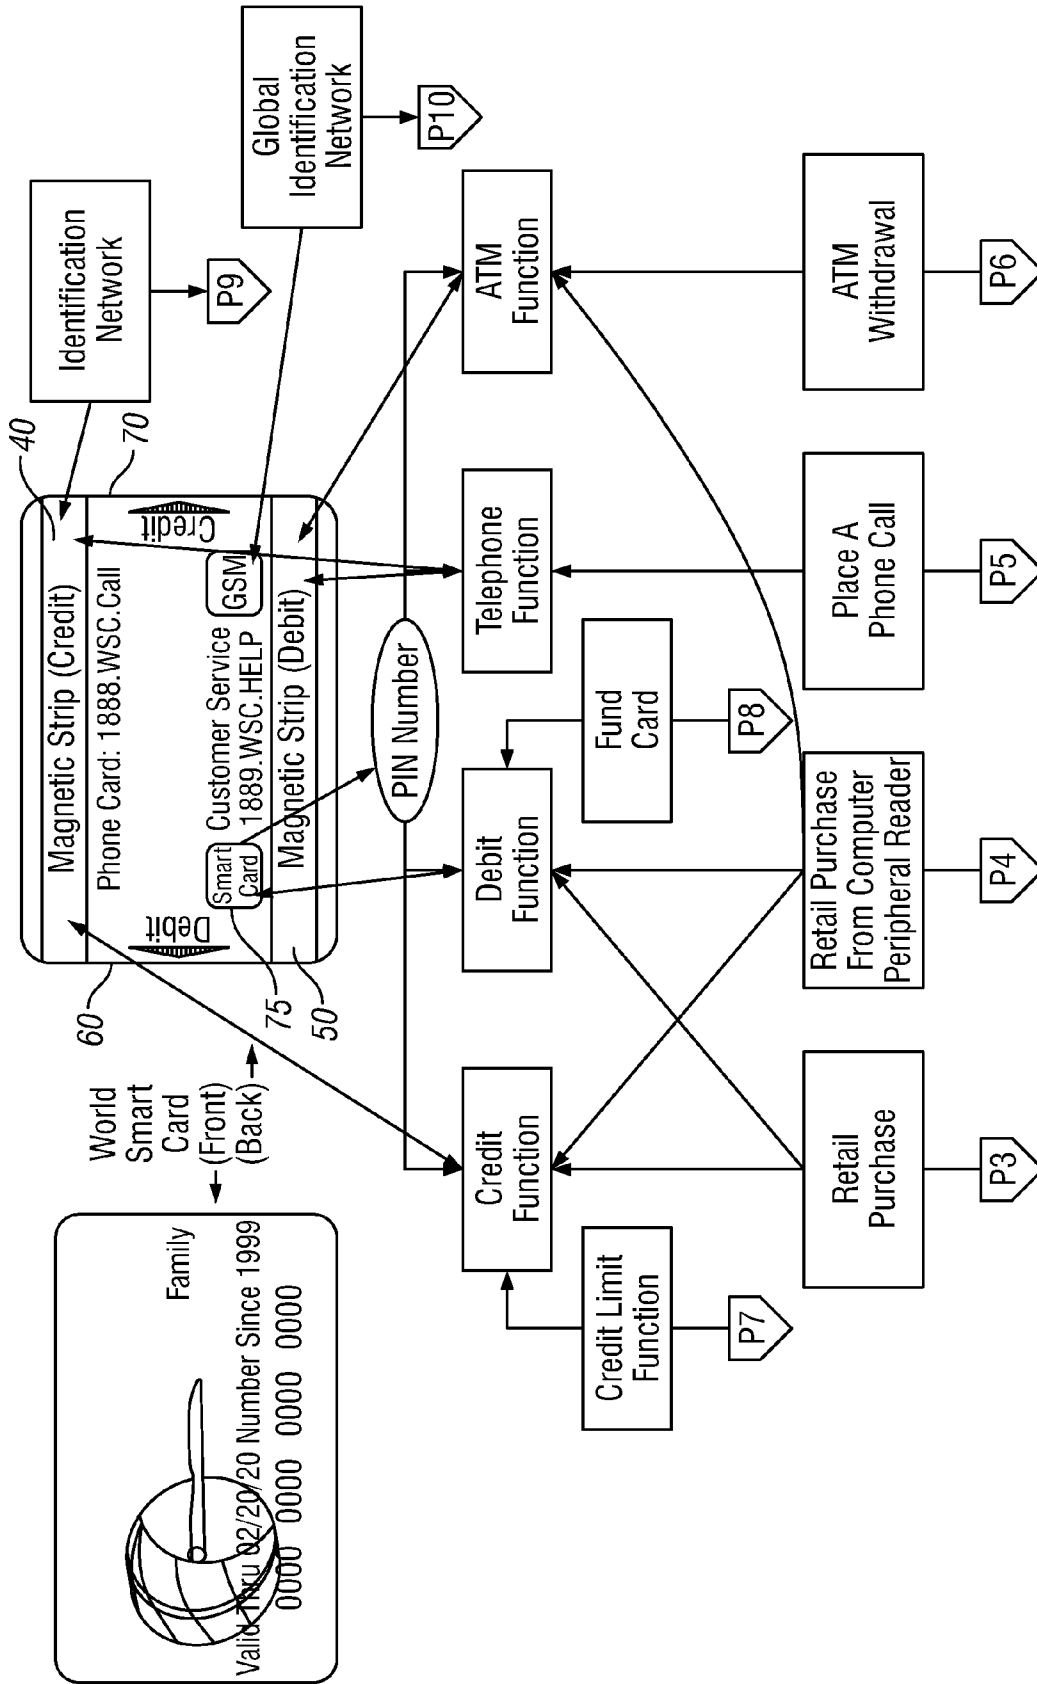 Family
Valid Thru 02/20/20 Number Since 1999
0000 0000 0000 0000
World
Smart
Card
(Front)
(Back)
60
40
70
75
50
Magnetic Strip (Credit)
Phone Card: 1888.WSC.Call
Debit
Credit
Smart
Card
Customer Service
1889.WSC.HELP
GSM
Magnetic Strip (Debit)
Identification
Network
P9
Global
Identification
Network
P10
PIN Number
Credit
Function
Debit
Function
Telephone
Function
ATM
Function
Credit Limit
Function
P7
Fund
Card
P8
Retail
Purchase
P3
Retail Purchase
From Computer
Peripheral Reader
P4
Place A
Phone Call
P5
ATM
Withdrawal
P6